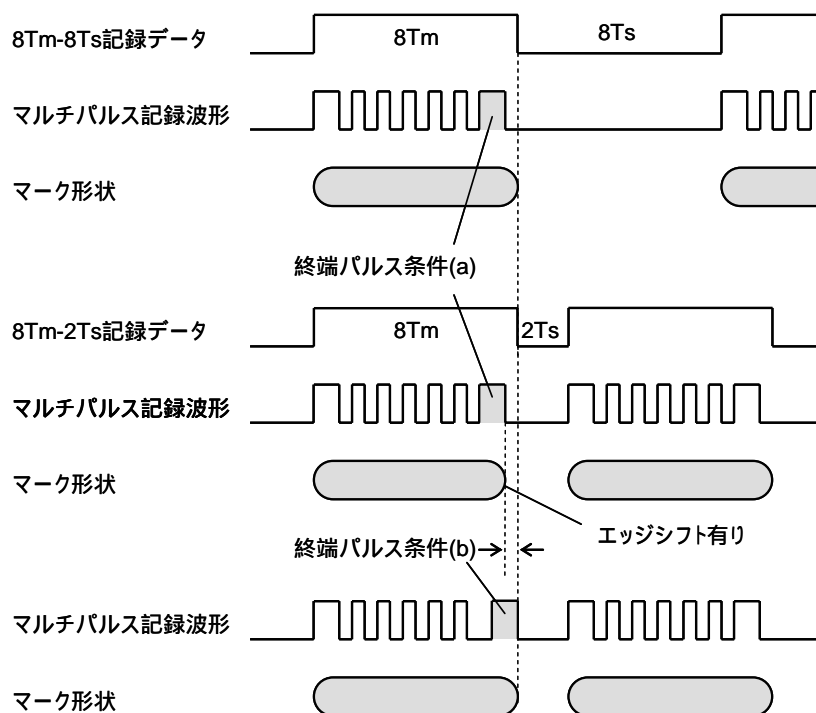 8Tm-8Ts記録データ
8Tm
8Ts
マルチパルス記録波形
マーク形状
終端パルス条件(a)
8Tm-2Ts記録データ
8Tm
2Ts
マルチパルス記録波形
マーク形状
エッジシフト有り
終端パルス条件(b)
マルチパルス記録波形
マーク形状